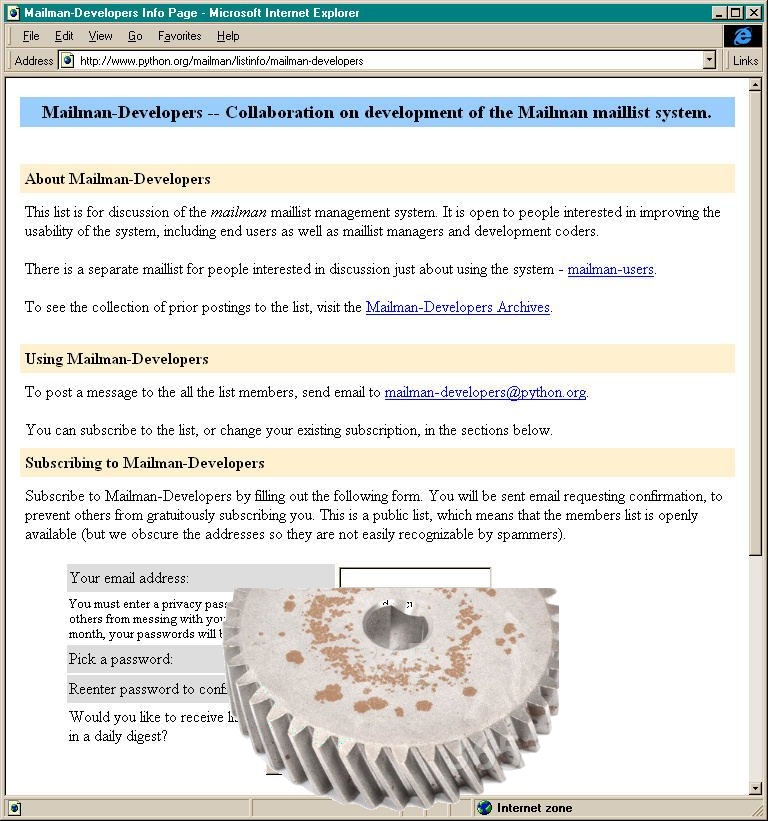 Mailman-Developers Info Page - Microsoft Internet Explorer
File Edit View Go Favorites Help
Address http://www.python.org/mailman/listinfo/mailman-developers Links
Mailman-Developers -- Collaboration on development of the Mailman maillist system.
About Mailman-Developers
This list is for discussion of the mailman maillist management system. It is open to people interested in improving the
usability of the system, including end users as well as maillist managers and development coders.
There is a separate maillist for people interested in discussion just about using the system - mailman-users.
To see the collection of prior postings to the list, visit the Mailman-Developers Archives.
Using Mailman-Developers
To post a message to the all the list members, send email to mailman-developers@python.org.
You can subscribe to the list, or change your existing subscription, in the sections below.
Subscribing to Mailman-Developers
Subscribe to Mailman-Developers by filling out the following form. You will be sent email requesting confirmation, to
prevent others from gratuitously subscribing you. This is a public list, which means that the members list is openly
available (but we obscure the addresses so they are not easily recognizable by spammers).
Your email address:
You must enter a privacy
others from messing with
month, your passwords will
Pick a password:
Reenter password to
Would you like to receive
in a daily digest?
Internet zone